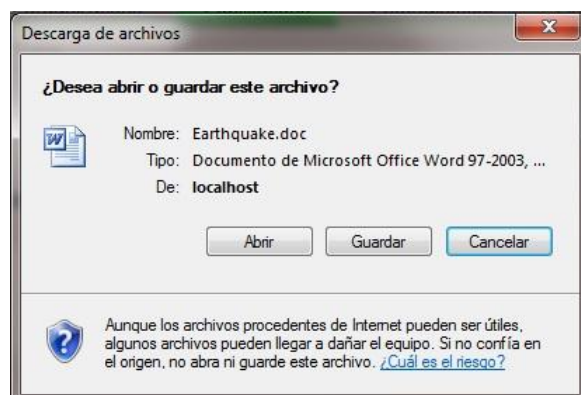 Descarga de archivos
¿Desea abrir o guardar este archivo?
Nombre: Earthquake.doc
Tipo: Documento de Microsoft Office Word 97-2003, ...
De: localhost
Abrir Guardar Cancelar
Aunque los archivos procedentes de Internet pueden ser útiles,
algunos archivos pueden llegar a dañar el equipo. Si no confía en
el origen, no abra ni guarde este archivo. ¿Cuál es el riesgo?